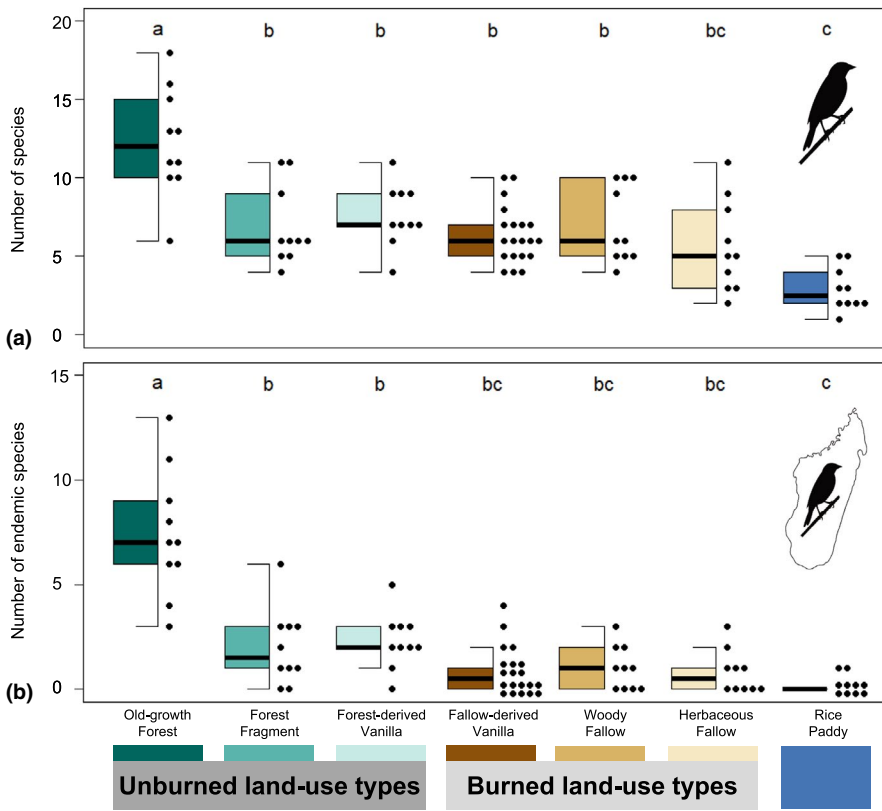 a b b b b bc c
20
15
10
5
0
Number of species
(a)
a b b bc bc bc c
15
10
5
0
Number of endemic species
(b)
Old-growth Forest Forest-derived Fallow-derived Woody Herbaceous Rice
Forest Fragment Vanilla Vanilla Fallow Fallow Paddy
Unburned land-use types Burned land-use types